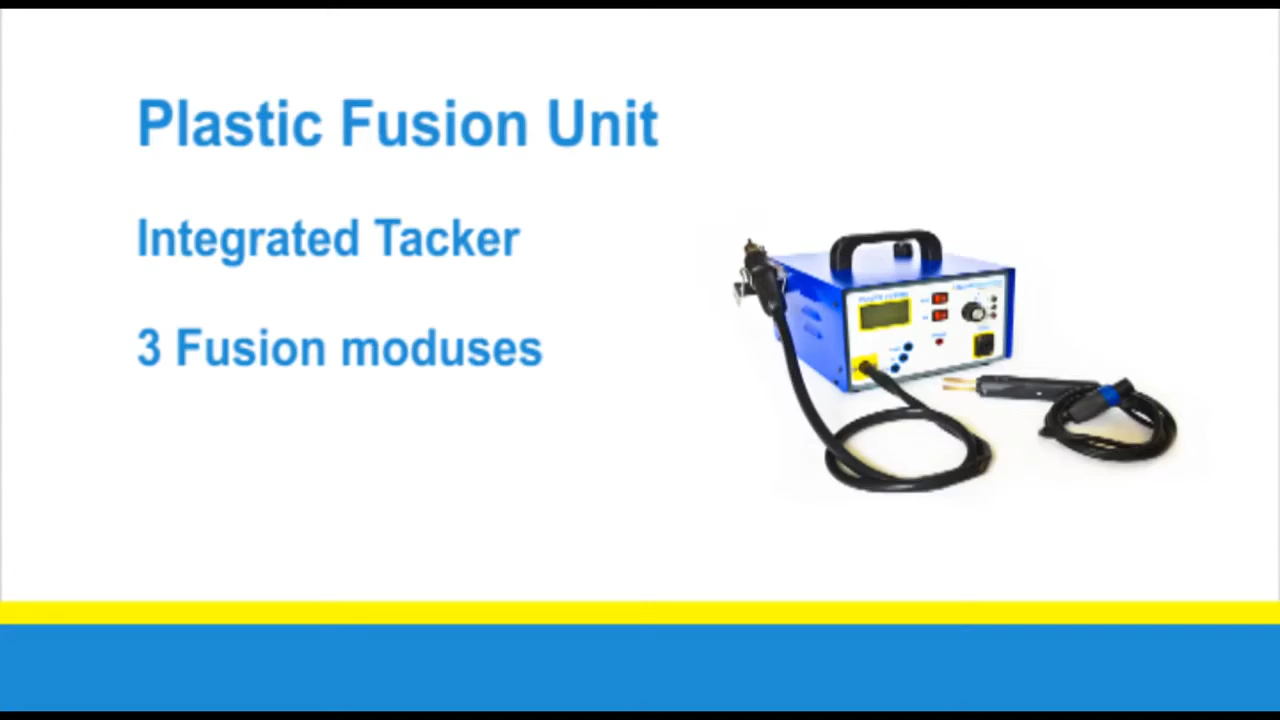 Plastic Fusion Unit
Integrated Tacker
3 Fusion moduses